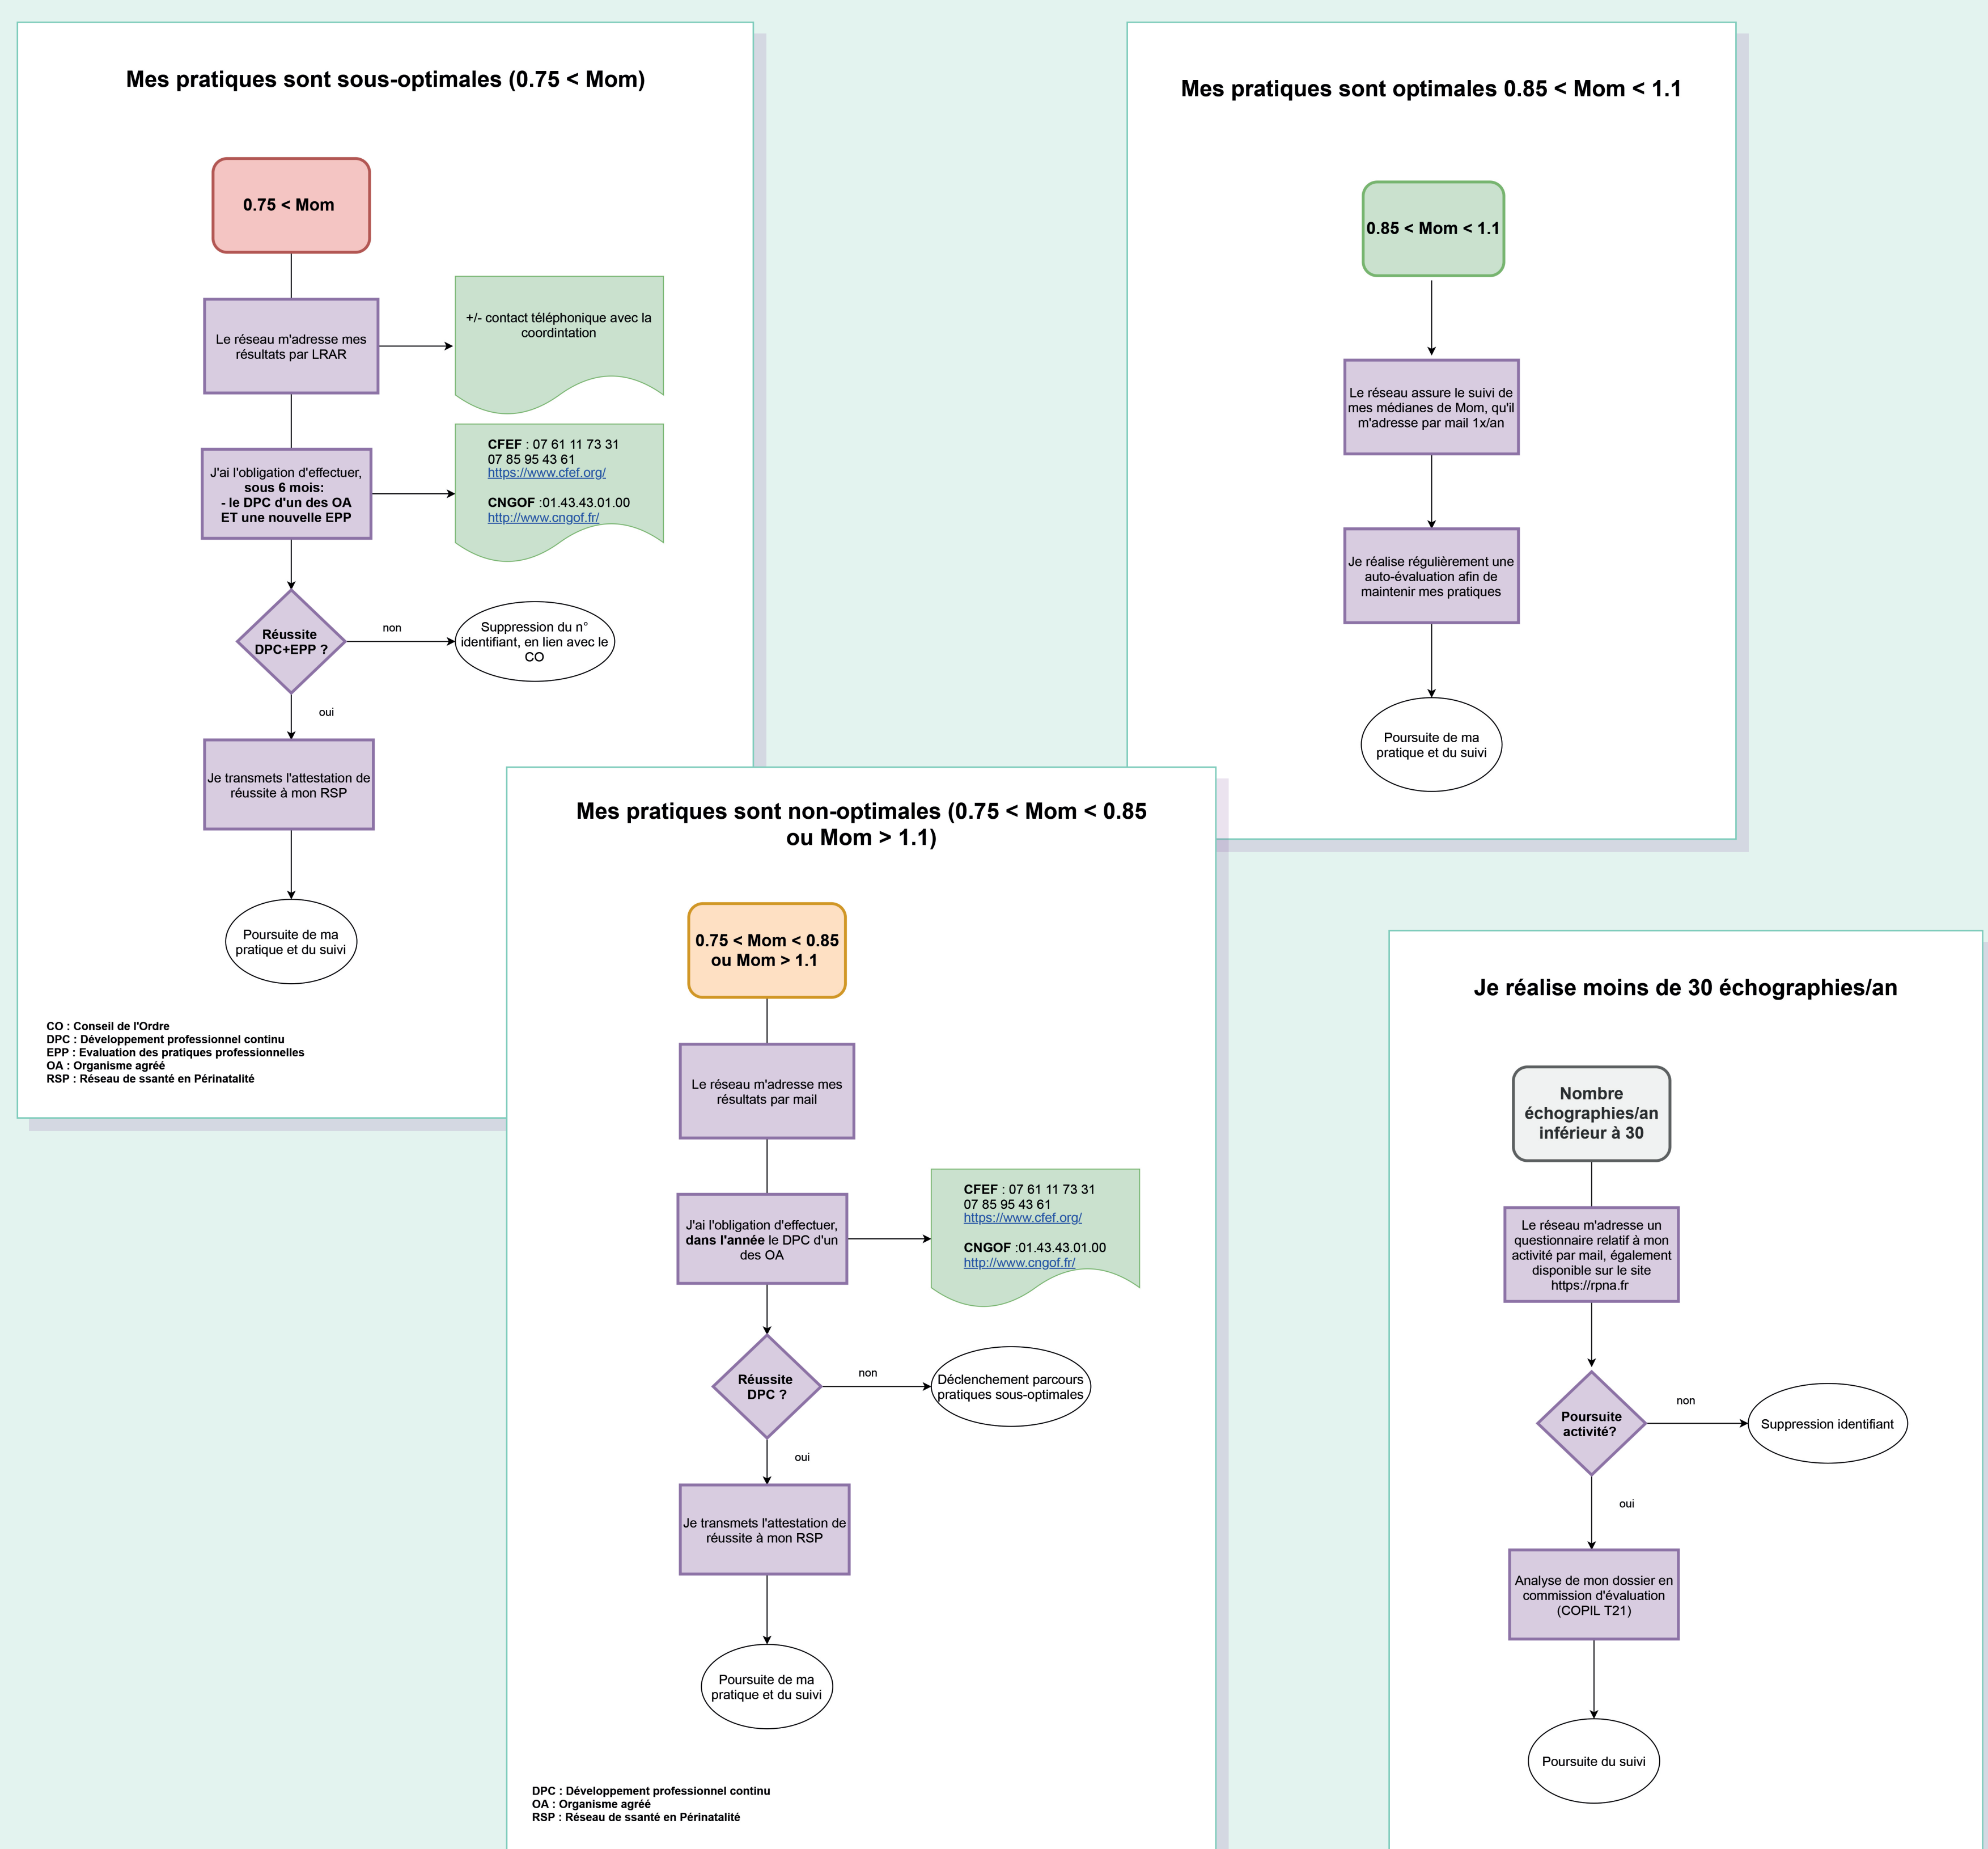 Mes pratiques sont sous-optimales (0.75 < Mom)
0.75 < Mom
Le réseau m'adresse mes
résultats par LRAR
+/- contact téléphonique avec la
coordintation
J'ai l'obligation d'effectuer,
sous 6 mois:
- le DPC d'un des OA
ET une nouvelle EPP
CFEF : 07 61 11 73 31
07 85 95 43 61
https://www.cfef.org/
CNGOF :01.43.43.01.00
http://www.cngof.fr/
Réussite
DPC+EPP ?
non
Suppression du n°
identifiant, en lien avec le
CO
oui
Je transmets l'attestation de
réussite à mon RSP
Poursuite de ma
pratique et du suivi
CO : Conseil de l'Ordre
DPC : Développement professionnel continu
EPP : Evaluation des pratiques professionnelles
OA : Organisme agréé
RSP : Réseau de ssanté en Périnatalité
Mes pratiques sont optimales 0.85 < Mom < 1.1
0.85 < Mom < 1.1
Le réseau assure le suivi de
mes médianes de Mom, qu'il
m'adresse par mail 1x/an
Je réalise régulièrement une
auto-évaluation afin de
maintenir mes pratiques
Poursuite de ma
pratique et du suivi
Mes pratiques sont non-optimales (0.75 < Mom < 0.85
ou Mom > 1.1)
0.75 < Mom < 0.85
ou Mom > 1.1
Le réseau m'adresse mes
résultats par mail
J'ai l'obligation d'effectuer,
dans l'année le DPC d'un
des OA
CFEF : 07 61 11 73 31
07 85 95 43 61
https://www.cfef.org/
CNGOF :01.43.43.01.00
http://www.cngof.fr/
Réussite
DPC ?
non
Déclenchement parcours
pratiques sous-optimales
oui
Je transmets l'attestation de
réussite à mon RSP
Poursuite de ma
pratique et du suivi
DPC : Développement professionnel continu
OA : Organisme agréé
RSP : Réseau de ssanté en Périnatalité
Je réalise moins de 30 échographies/an
Nombre
échographies/an
inférieur à 30
Le réseau m'adresse un
questionnaire relatif à mon
activité par mail, également
disponible sur le site
https://rpna.fr
Poursuite
activité?
non
Suppression identifiant
oui
Analyse de mon dossier en
commission d'évaluation
(COPIL T21)
Poursuite du suivi